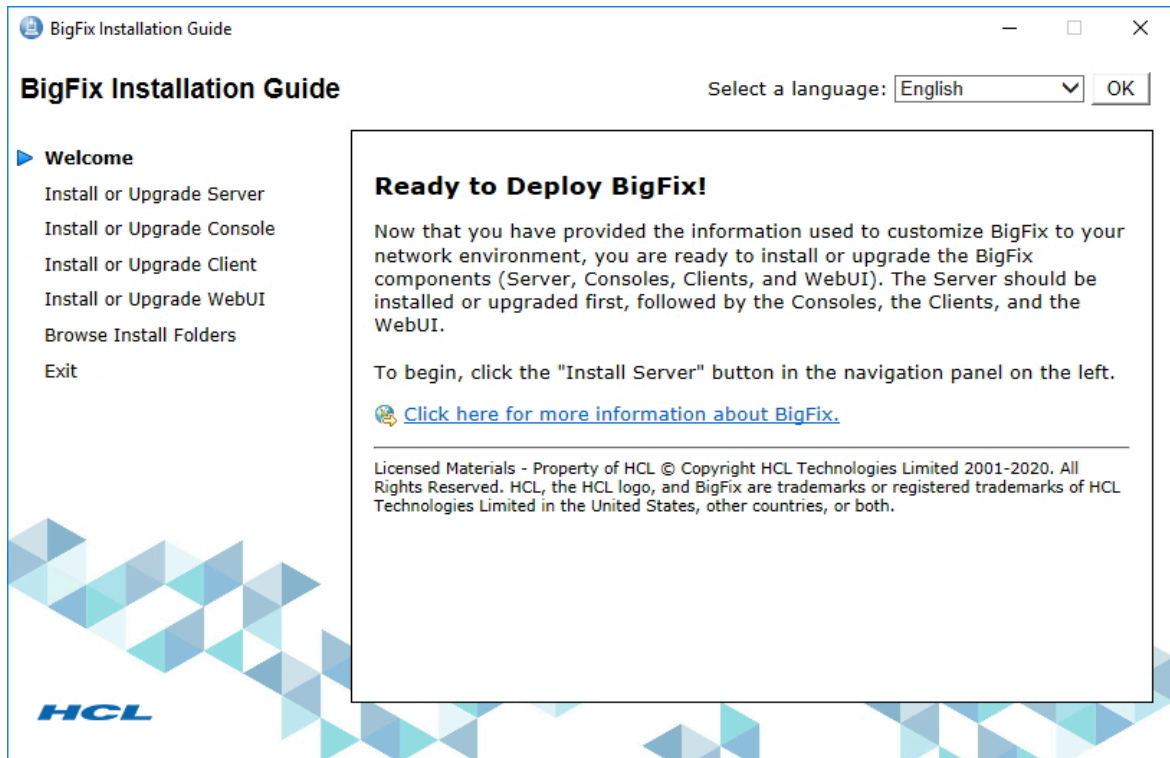 BigFix Installation Guide
BigFix Installation Guide
Select a language: English OK
Welcome
Install or Upgrade Server
Install or Upgrade Console
Install or Upgrade Client
Install or Upgrade WebUI
Browse Install Folders
Exit
Ready to Deploy BigFix!
Now that you have provided the information used to customize BigFix to your
network environment, you are ready to install or upgrade the BigFix
components (Server, Consoles, Clients, and WebUI). The Server should be
installed or upgraded first, followed by the Consoles, the Clients, and the
WebUI.
To begin, click the "Install Server" button in the navigation panel on the left.
Click here for more information about BigFix.
Licensed Materials - Property of HCL © Copyright HCL Technologies Limited 2001-2020. All
Rights Reserved. HCL, the HCL logo, and BigFix are trademarks or registered trademarks of HCL
Technologies Limited in the United States, other countries, or both.
HCL